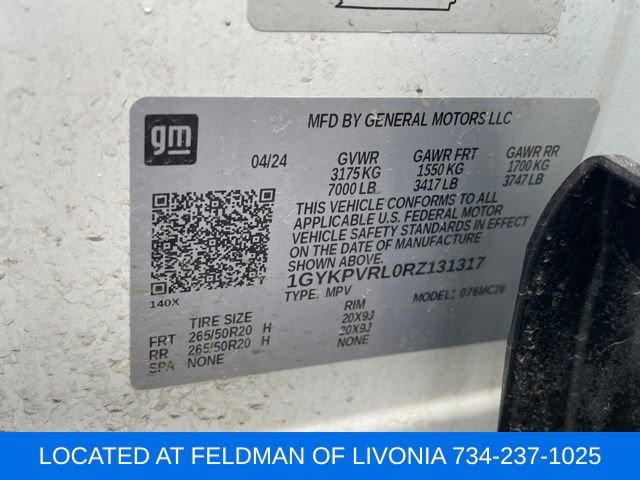 gm
MFD BY GENERAL MOTORS LLC
04/24 GVWR GAWR FRT GAWR RR
3175 KG 1550 KG 1700 KG
7000 LB 3417 LB 3747 LB
THIS VEHICLE CONFORMS TO ALL
APPLICABLE U.S. FEDERAL MOTOR
VEHICLE SAFETY STANDARDS IN EFFECT
ON THE DATE OF MANUFACTURE
SHOWN ABOVE.
1GYKPVRL0RZ131317
TYPE: MPV MODEL: 076MC26
140X
TIRE SIZE RIM
FRT 265/50R20 H 20X9J
RR 265/50R20 H 20X9J
SPA NONE NONE
LOCATED AT FELDMAN OF LIVONIA 734-237-1025